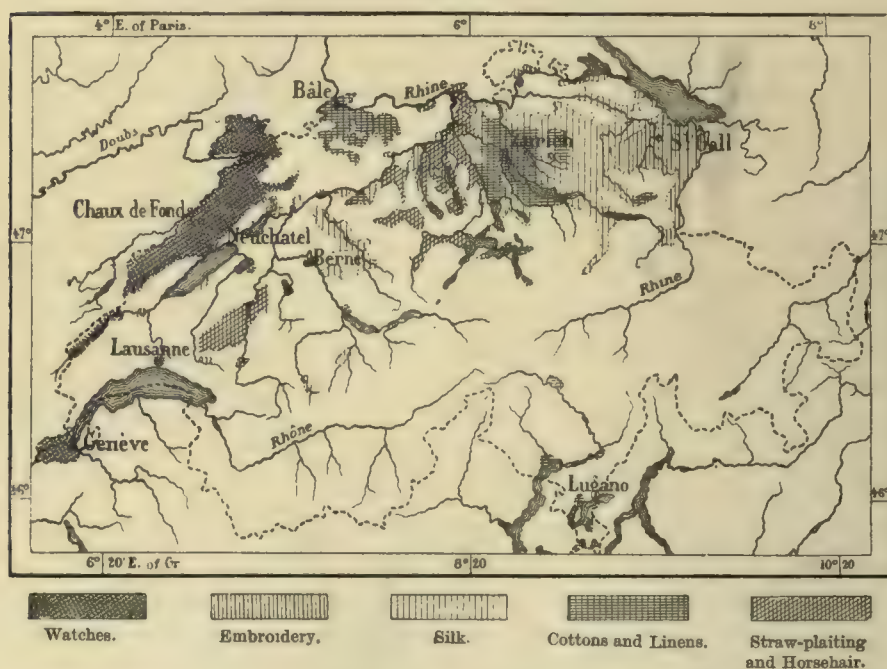 4° E. of Paris.
6°
8°
Bâle
Rhine
Doubs
Zürich
St Gall
Chaux de Fonds
47°
Neuchatel
47°
Berne
Rhine
Lausanne
Rhône
Genève
46°
Lugano
46°
6° 20' E. of Gr
8° 20
10° 20
Watches.
Embroidery.
Silk.
Cottons and Linens.
Straw-plaiting
and Horsehair.